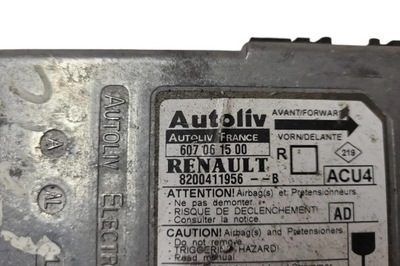 Autoliv
AVANT/FORWARD
AUTOLIV FRANCE
VORN/DELANTE
607 06 15 00
RENAULT
R
219
ACU4
8200411956 --B
ATTENTION! Airbag(s) et Pretensionneurs.
- Ne pas demonter.
- RISQUE DE DECLENCHEMENT
- Consulter la notice.
AD
CAUTION! Airbag(s) and Pretensioners.
- Do not remove
- TRIGGERING HAZARD!
- Read manual
A
AUTOLIV ELECTR